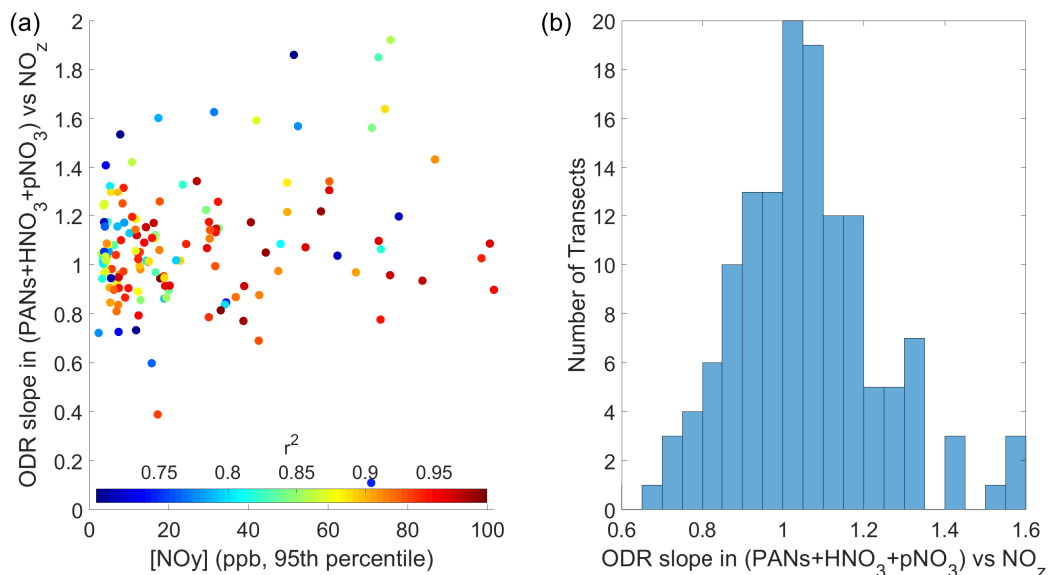 (a)
ODR slope in (PANs+HNO3+pNO3) vs NOz
2
1.8
1.6
1.4
1.2
1
0.8
0.6
0.4
0.2
0
r2
0.75 0.8 0.85 0.9 0.95
0 20 40 60 80 100
[NOy] (ppb, 95th percentile)
(b)
Number of Transects
20
18
16
14
12
10
8
6
4
2
0
0.6 0.8 1 1.2 1.4 1.6
ODR slope in (PANs+HNO3+pNO3) vs NOz